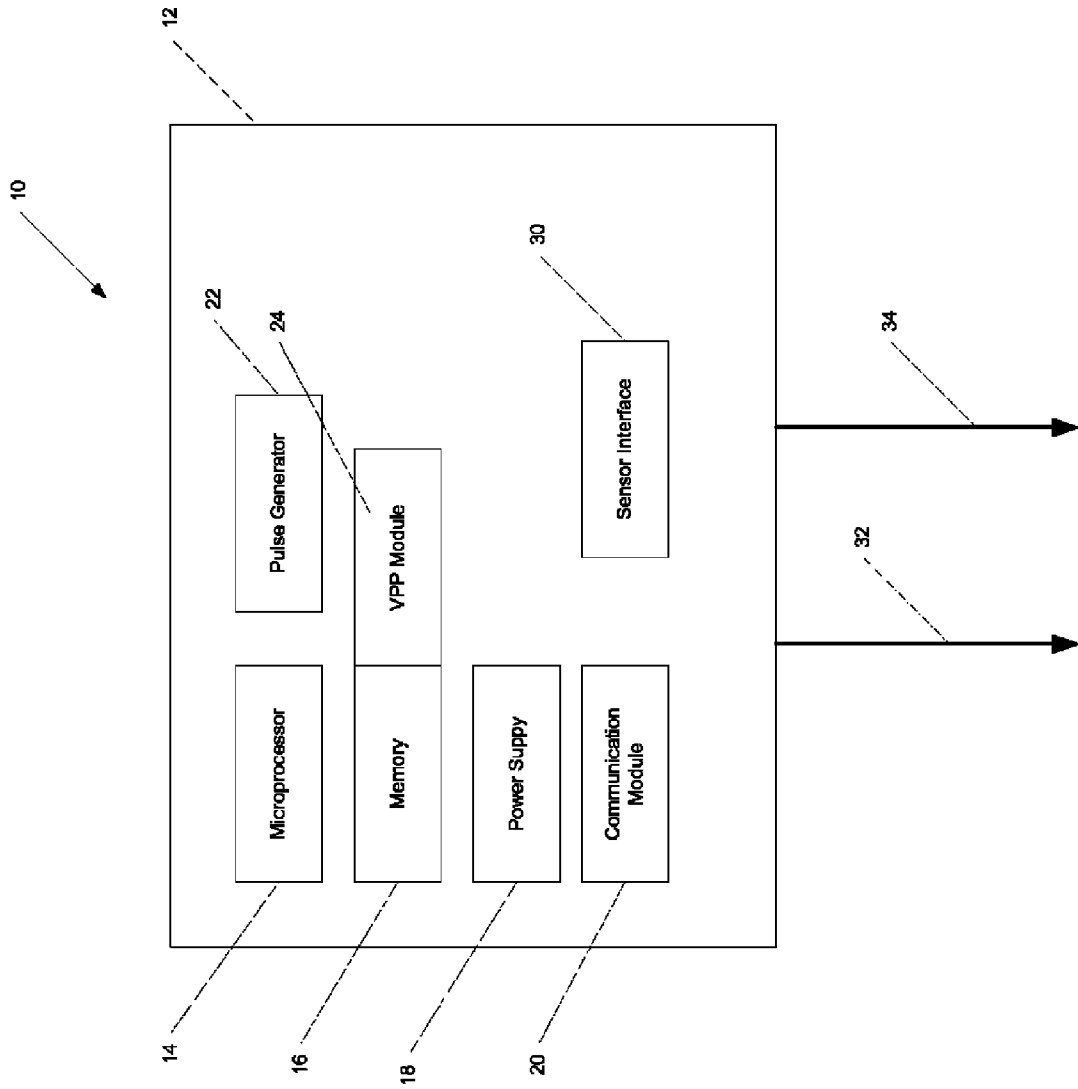 10
12
22
24
30
34
32
Pulse Generator
VPP Module
Sensor Interface
Microprocessor
Memory
Power Suppy
Communication
Module
14
16
18
20